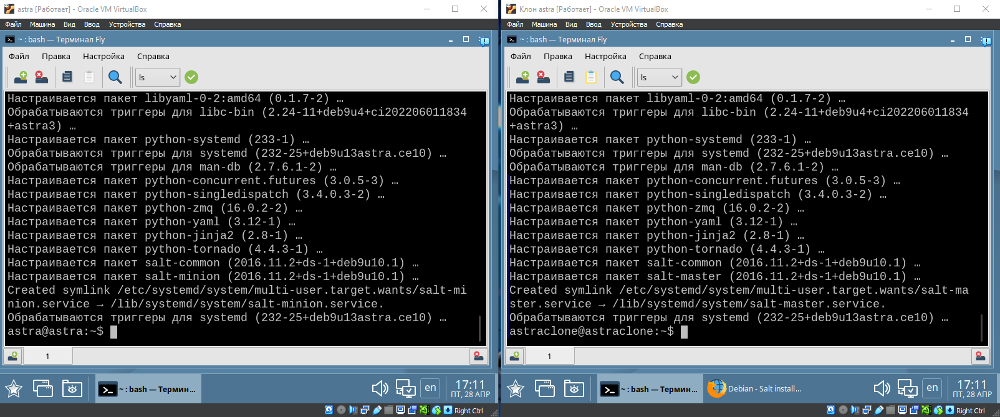 astra [Работает] - Oracle VM VirtualBox
Файл Машина Вид Ввод Устройства Справка
~ : bash — Терминал Fly
Файл Правка Настройка Справка
ls
Настраивается пакет libyaml-0-2:amd64 (0.1.7-2) …
Обрабатываются триггеры для libc-bin (2.24-11+deb9u4+ci202206011834
+astra3) …
Настраивается пакет python-systemd (233-1) …
Обрабатываются триггеры для systemd (232-25+deb9u13astra.ce10) …
Обрабатываются триггеры для man-db (2.7.6.1-2) …
Настраивается пакет python-concurrent.futures (3.0.5-3) …
Настраивается пакет python-singledispatch (3.4.0.3-2) …
Настраивается пакет python-zmq (16.0.2-2) …
Настраивается пакет python-yaml (3.12-1) …
Настраивается пакет python-jinja2 (2.8-1) …
Настраивается пакет python-tornado (4.4.3-1) …
Настраивается пакет salt-common (2016.11.2+ds-1+deb9u10.1) …
Настраивается пакет salt-minion (2016.11.2+ds-1+deb9u10.1) …
Created symlink /etc/systemd/system/multi-user.target.wants/salt-mi
nion.service → /lib/systemd/system/salt-minion.service.
Обрабатываются триггеры для systemd (232-25+deb9u13astra.ce10) …
astra@astra:~$
1
~ : bash — Термин...
en
17:11
ПТ, 28 АПР
Right Ctrl
Клон astra [Работает] - Oracle VM VirtualBox
Файл Машина Вид Ввод Устройства Справка
~ : bash — Терминал Fly
Файл Правка Настройка Справка
ls
Настраивается пакет libyaml-0-2:amd64 (0.1.7-2) …
Обрабатываются триггеры для libc-bin (2.24-11+deb9u4+ci202206011834
+astra3) …
Настраивается пакет python-systemd (233-1) …
Обрабатываются триггеры для systemd (232-25+deb9u13astra.ce10) …
Обрабатываются триггеры для man-db (2.7.6.1-2) …
Настраивается пакет python-concurrent.futures (3.0.5-3) …
Настраивается пакет python-singledispatch (3.4.0.3-2) …
Настраивается пакет python-zmq (16.0.2-2) …
Настраивается пакет python-yaml (3.12-1) …
Настраивается пакет python-jinja2 (2.8-1) …
Настраивается пакет python-tornado (4.4.3-1) …
Настраивается пакет salt-common (2016.11.2+ds-1+deb9u10.1) …
Настраивается пакет salt-master (2016.11.2+ds-1+deb9u10.1) …
Created symlink /etc/systemd/system/multi-user.target.wants/salt-ma
ster.service → /lib/systemd/system/salt-master.service.
Обрабатываются триггеры для systemd (232-25+deb9u13astra.ce10) …
astraclone@astraclone:~$
1
~ : bash — Термин...
Debian - Salt install...
en
17:11
ПТ, 28 АПР
Right Ctrl